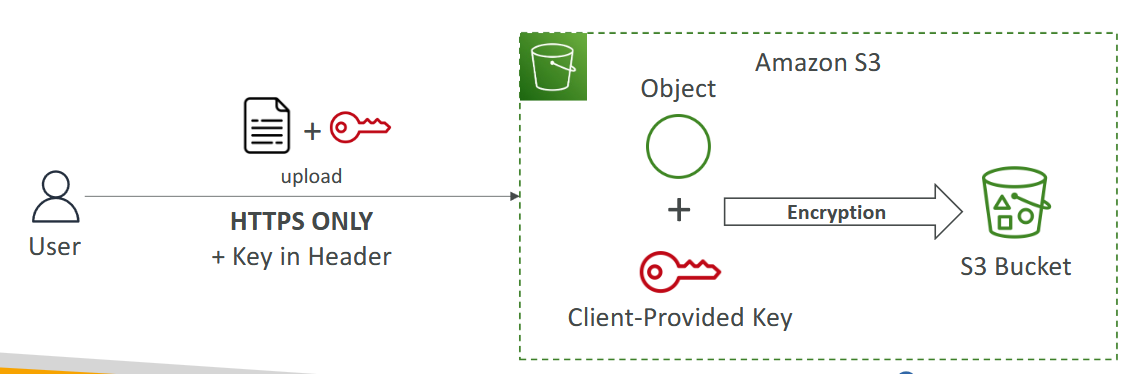 Amazon S3
Object
+
upload
HTTPS ONLY
+ Key in Header
User
+
Encryption
S3 Bucket
Client-Provided Key